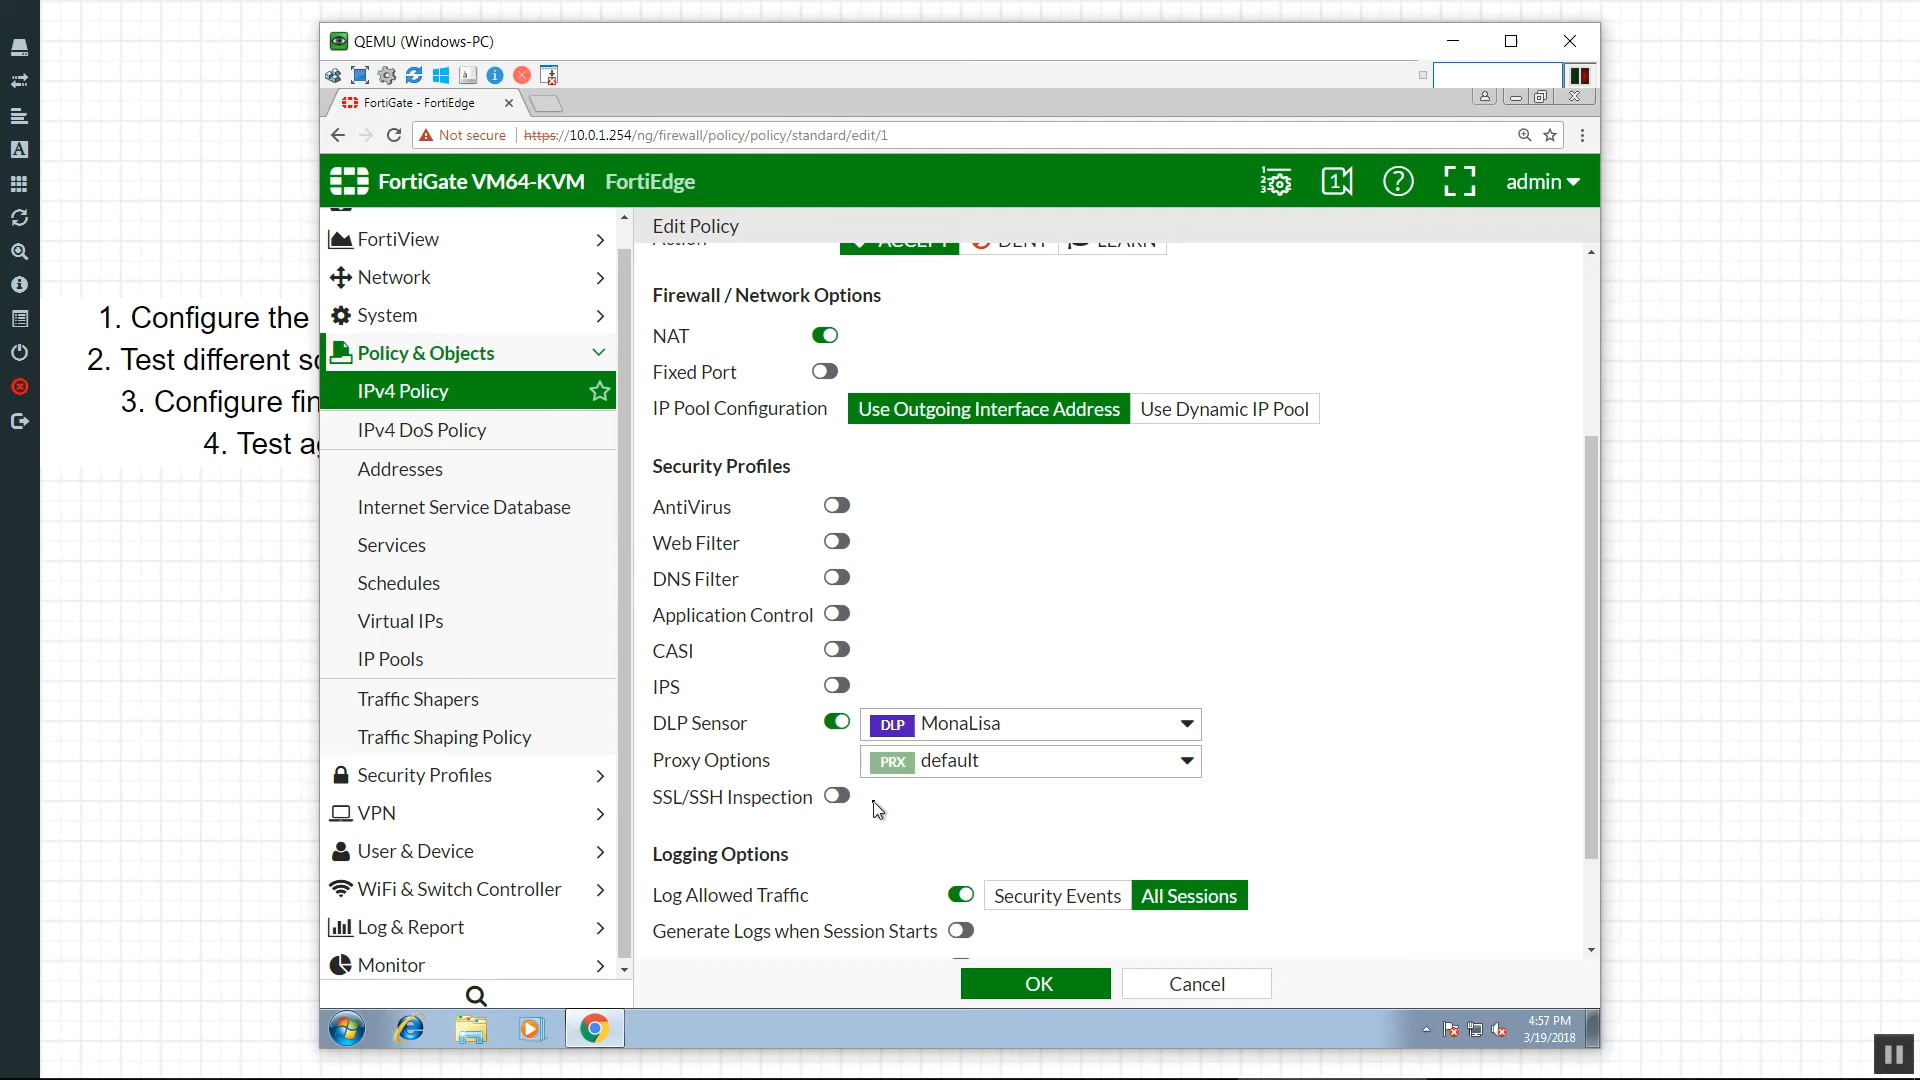 QEMU (Windows-PC)
FortiGate - FortiEdge
Not secure https://10.0.1.254/ng/firewall/policy/policy/standard/edit/1
FortiGate VM64-KVM FortiEdge
admin
1. Configure the
2. Test different sc
3. Configure fin
4. Test ag
FortiView
Network
System
Policy & Objects
IPv4 Policy
IPv4 DoS Policy
Addresses
Internet Service Database
Services
Schedules
Virtual IPs
IP Pools
Traffic Shapers
Traffic Shaping Policy
Security Profiles
VPN
User & Device
WiFi & Switch Controller
Log & Report
Monitor
Edit Policy
Action ACCEPT DENY LEARN
Firewall / Network Options
NAT
Fixed Port
IP Pool Configuration Use Outgoing Interface Address Use Dynamic IP Pool
Security Profiles
AntiVirus
Web Filter
DNS Filter
Application Control
CASI
IPS
DLP Sensor DLP MonaLisa
Proxy Options PRX default
SSL/SSH Inspection
Logging Options
Log Allowed Traffic Security Events All Sessions
Generate Logs when Session Starts
OK Cancel
4:57 PM
3/19/2018